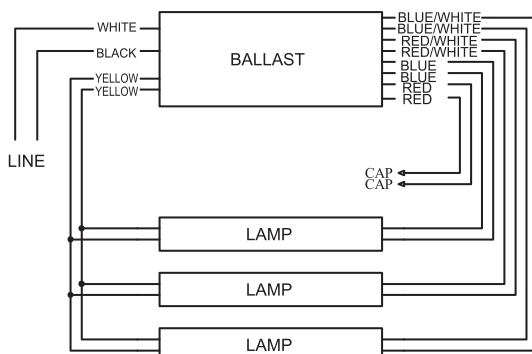 WHITE
BLACK
YELLOW
YELLOW
LINE
BALLAST
BLUE/WHITE
BLUE/WHITE
RED/WHITE
RED/WHITE
BLUE
BLUE
RED
RED
CAP
CAP
LAMP
LAMP
LAMP